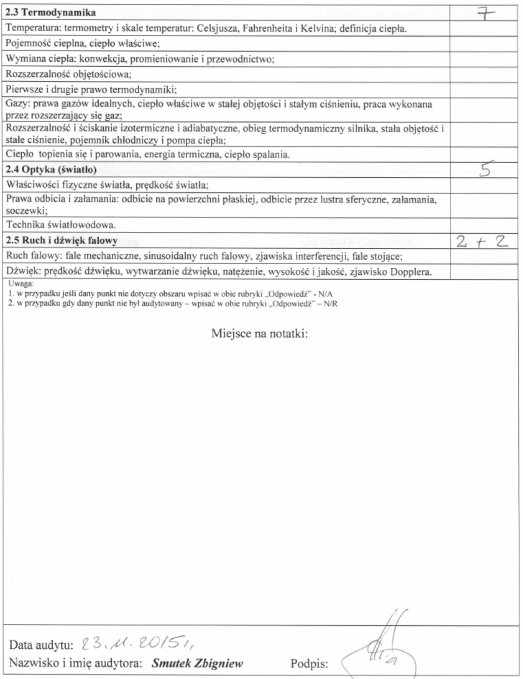 2.3 Termodynamika 7
Temperatura: termometry i skale temperatur: Celsjusza, Fahrenheita i Kelvina; definicja ciepła.
Pojemność cieplna, ciepło właściwe;
Wymiana ciepła: konwekcja, promieniowanie i przewodnictwo;
Rozszerzalność objętościowa;
Pierwsze i drugie prawo termodynamiki;
Gazy: prawa gazów idealnych, ciepło właściwe w stałej objętości i stałym ciśnieniu, praca wykonana
przez rozszerzający się gaz;
Rozszerzalność i ściskanie izotermiczne i adiabatyczne, obieg termodynamiczny silnika, stała objętość i
stałe ciśnienie, pojemnik chłodniczy i pompa ciepła;
Ciepło topienia się i parowania, energia termiczna, ciepło spalania.
2.4 Optyka (światło) 5
Właściwości fizyczne światła, prędkość światła;
Prawa odbicia i załamania: odbicie na powierzchni płaskiej, odbicie przez lustra sferyczne, załamania,
soczewki;
Technika światłowodowa.
2.5 Ruch i dźwięk falowy 2 + 2
Ruch falowy: fale mechaniczne, sinusoidalny ruch falowy, zjawiska interferencji, fale stojące;
Dźwięk: prędkość dźwięku, wytwarzanie dźwięku, natężenie, wysokość i jakość, zjawisko Dopplera.
Uwaga:
1. w przypadku jeśli dany punkt nie dotyczy obszaru wpisać w obie rubryki „Odpowiedź" - N/A
2. w przypadku gdy dany punkt nie był audytowany – wpisać w obie rubryki „Odpowiedź" – N/R
Miejsce na notatki:
Data audytu: 23.11.2015r.
Nazwisko i imię audytora: Smutek Zbigniew Podpis: